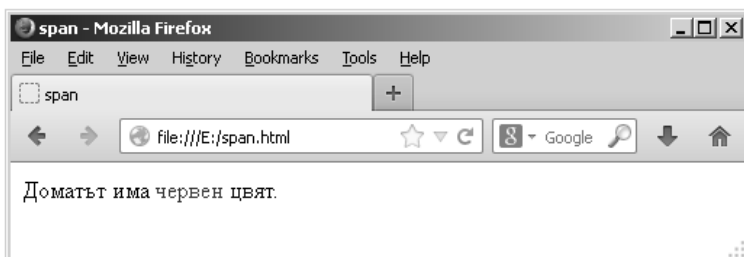 span - Mozilla Firefox
File Edit View History Bookmarks Tools Help
span
file:///E:/span.html Google
Доматът има червен цвят.